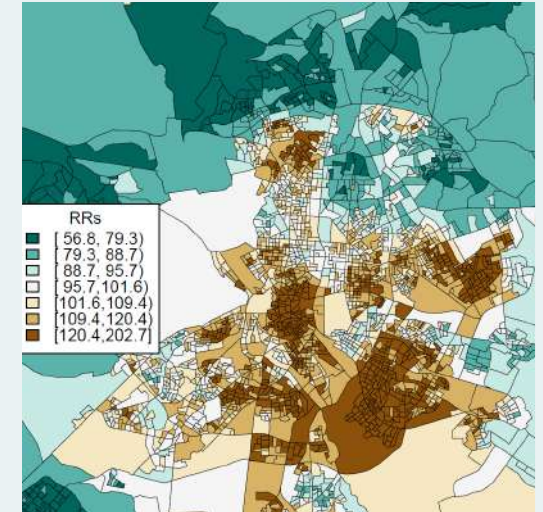 RRs
[ 56.8, 79.3)
[ 79.3, 88.7)
[ 88.7, 95.7)
[ 95.7,101.6)
[101.6,109.4)
[109.4,120.4)
[120.4,202.7]